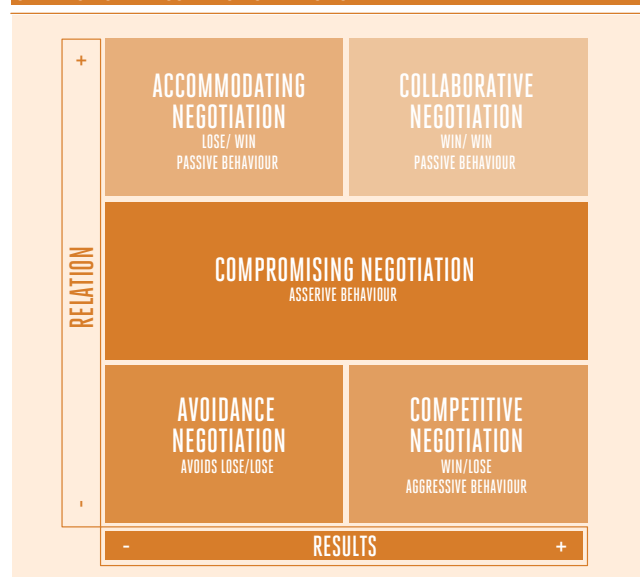 +
ACCOMMODATING
NEGOTIATION
LOSE/ WIN
PASSIVE BEHAVIOUR
COLLABORATIVE
NEGOTIATION
WIN/ WIN
PASSIVE BEHAVIOUR
RELATION
COMPROMISING NEGOTIATION
ASSERIVE BEHAVIOUR
AVOIDANCE
NEGOTIATION
AVOIDS LOSE/LOSE
COMPETITIVE
NEGOTIATION
WIN/LOSE
AGGRESSIVE BEHAVIOUR
-
- RESULTS +